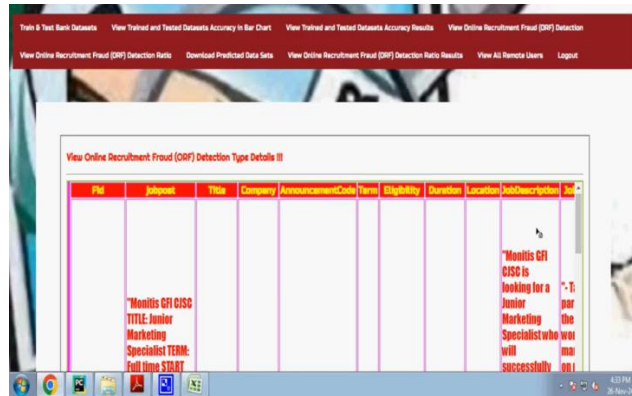 Train & Test Bank Datasets View Trained and Tested Datasets Accuracy in Bar Chart View Trained and Tested Datasets Accuracy Results View Online Recruitment Fraud (ORF) Detection
View Online Recruitment Fraud (ORF) Detection Ratio Download Predicted Data Sets View Online Recruitment Fraud (ORF) Detection Ratio Results View All Remote Users Logout
View Online Recruitment Fraud (ORF) Detection Type Details !!!
Fid Jobpost Title Company AnnouncementCode Term Eligibility Duration Location JobDescription
"Monitis GFI CJSC
TITLE: Junior
Marketing
Specialist TERM:
Full time START
"Monitis GFI
CJSC is
looking for a
Junior
Marketing
Specialist who
will
successfully
4:33 PM